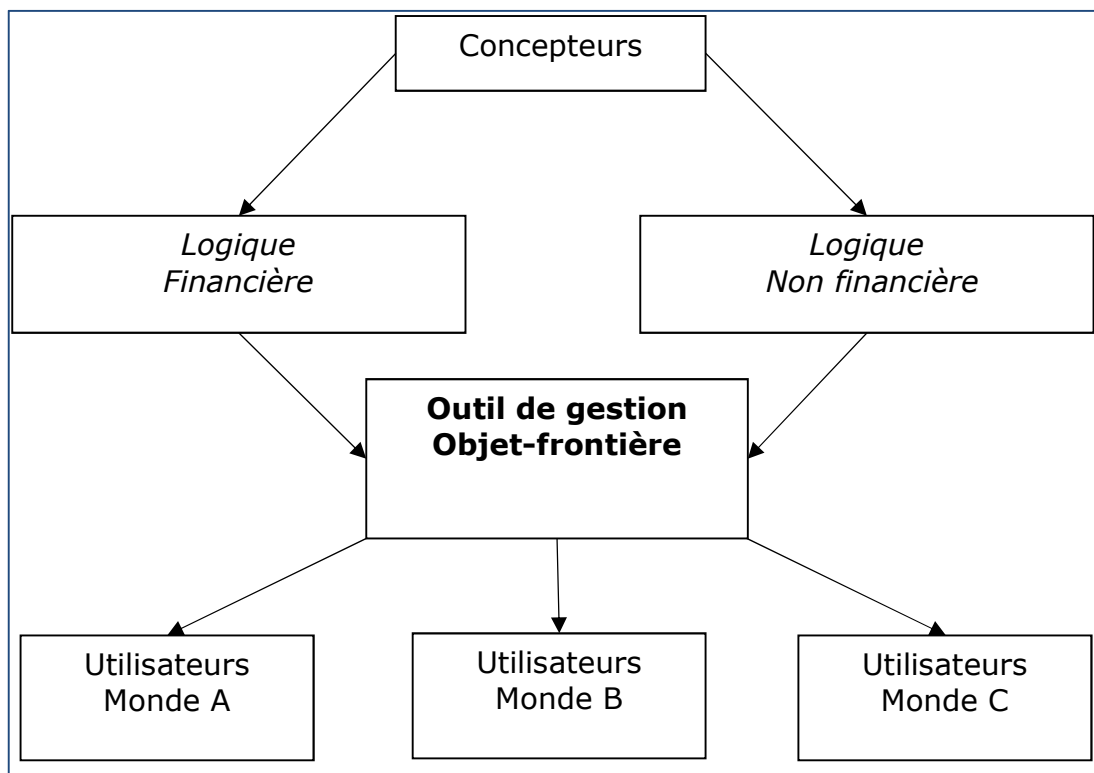 Concepteurs
Logique
Financière
Logique
Non financière
Outil de gestion
Objet-frontière
Utilisateurs
Monde A
Utilisateurs
Monde B
Utilisateurs
Monde C